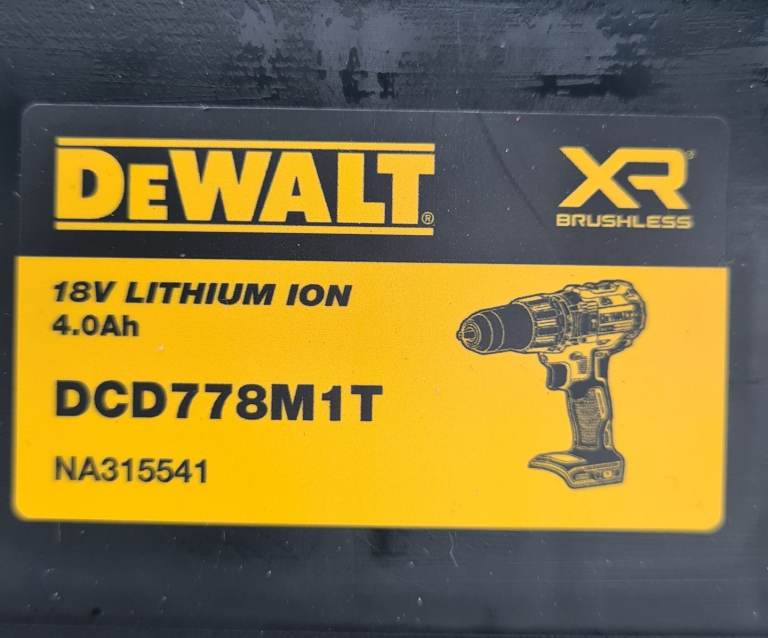 DEWALT®
XR®
BRUSHLESS
18V LITHIUM ION
4.0Ah
DCD778M1T
NA315541